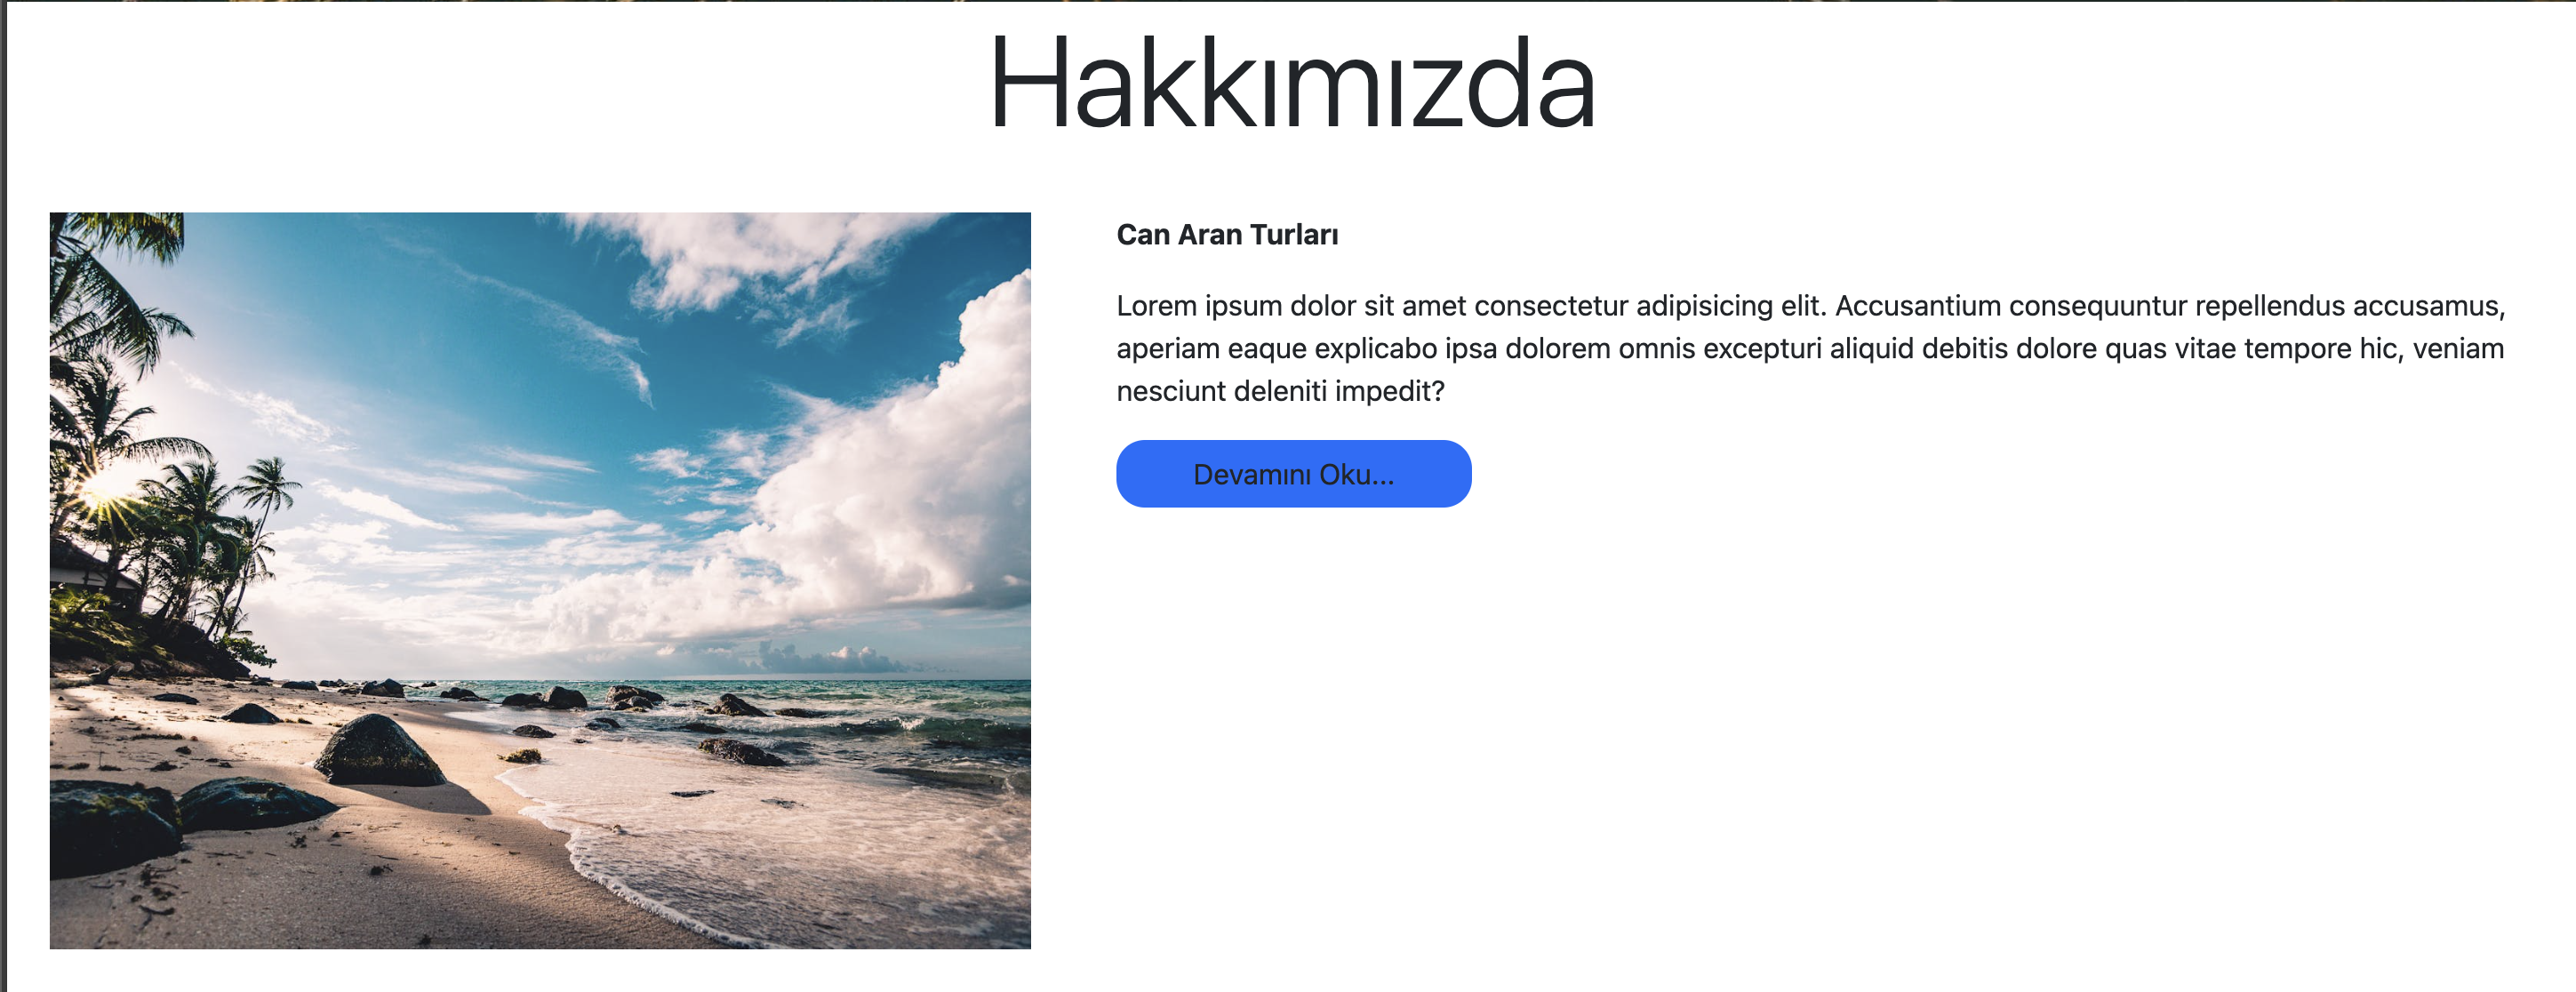 Hakkımızda
Can Aran Turları
Lorem ipsum dolor sit amet consectetur adipisicing elit. Accusantium consequuntur repellendus accusamus,
aperiam eaque explicabo ipsa dolorem omnis excepturi aliquid debitis dolore quas vitae tempore hic, veniam
nesciunt deleniti impedit?
Devamını Oku...